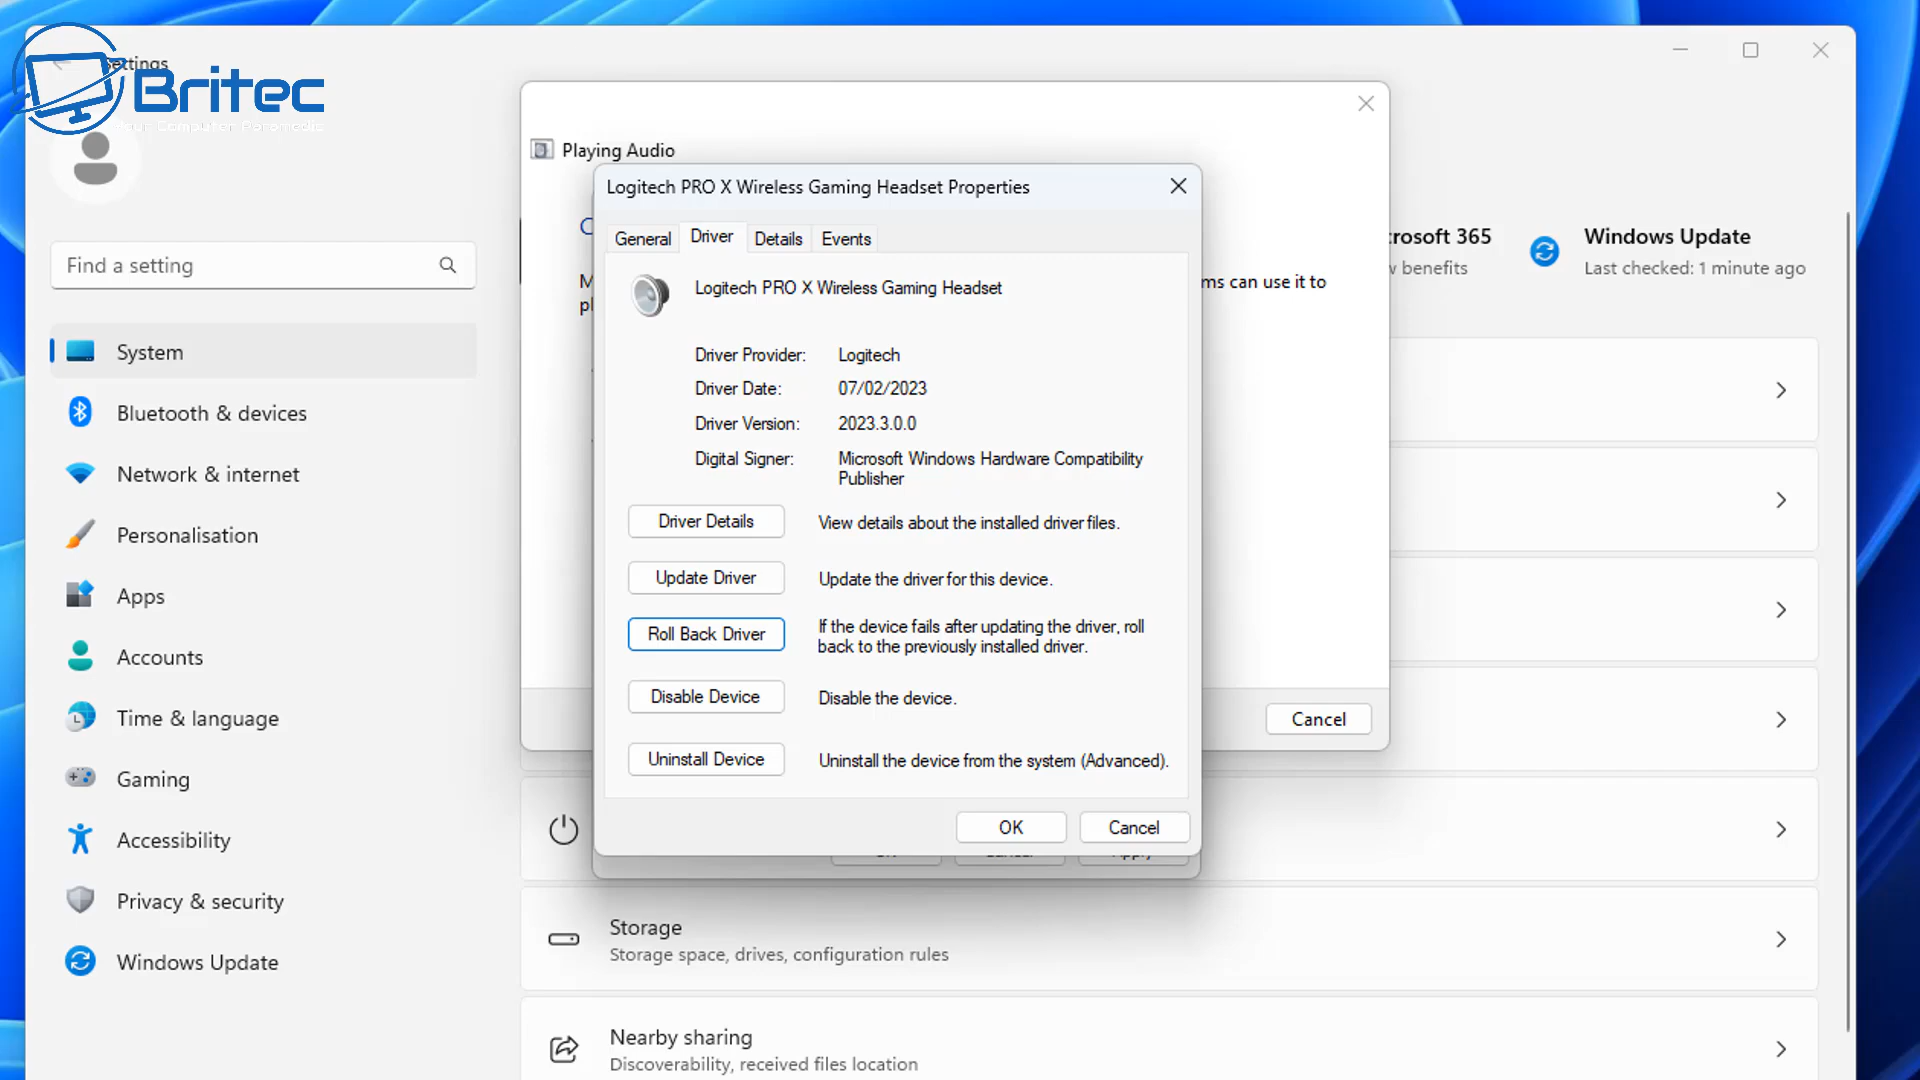 Settings
Britec
Your Computer Paramedis
Find a setting
System
Bluetooth & devices
Network & internet
Personalisation
Apps
Accounts
Time & language
Gaming
Accessibility
Privacy & security
Windows Update
Playing Audio
ms can use it to
Logitech PRO X Wireless Gaming Headset Properties
General Driver Details Events
Logitech PRO X Wireless Gaming Headset
Driver Provider: Logitech
Driver Date: 07/02/2023
Driver Version: 2023.3.0.0
Digital Signer: Microsoft Windows Hardware Compatibility
Publisher
Driver Details View details about the installed driver files.
Update Driver Update the driver for this device.
Roll Back Driver If the device fails after updating the driver, roll
back to the previously installed driver.
Disable Device Disable the device.
Uninstall Device Uninstall the device from the system (Advanced).
OK Cancel
Cancel
crosoft 365
w benefits
Windows Update
Last checked: 1 minute ago
Storage
Storage space, drives, configuration rules
Nearby sharing
Discoverability, received files location